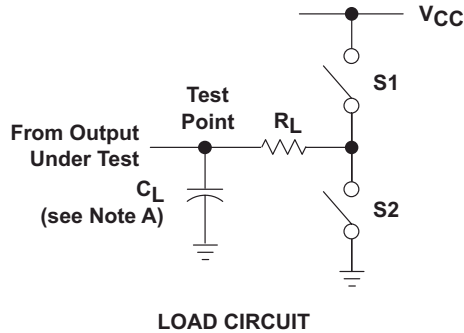 VCC
S1
Test
Point
RL
From Output
Under Test
CL
(see Note A)
S2
LOAD CIRCUIT